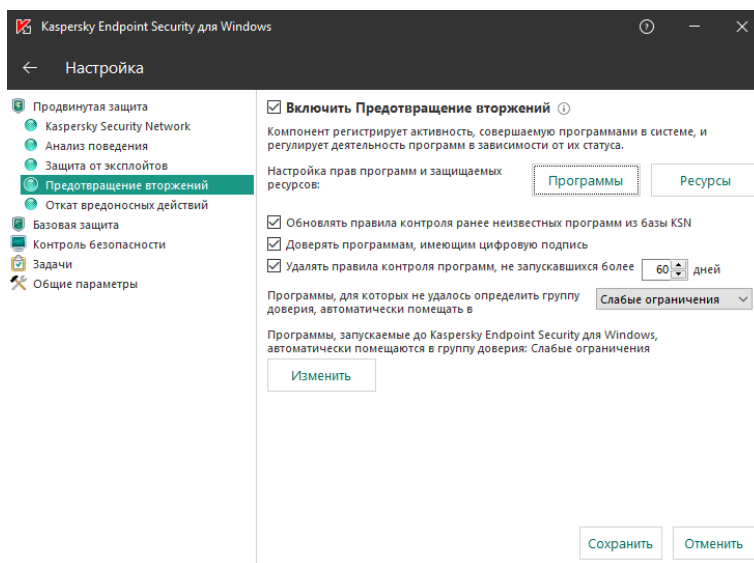 Kaspersky Endpoint Security для Windows
Настройка
Продвинутая защита
Kaspersky Security Network
Анализ поведения
Защита от эксплойтов
Предотвращение вторжений
Откат вредоносных действий
Базовая защита
Контроль безопасности
Задачи
Общие параметры
Включить Предотвращение вторжений
Компонент регистрирует активность, совершаемую программами в системе, и
регулирует деятельность программ в зависимости от их статуса.
Настройка прав программ и защищаемых
ресурсов:
Программы
Ресурсы
Обновлять правила контроля ранее неизвестных программ из базы KSN
Доверять программам, имеющим цифровую подпись
Удалять правила контроля программ, не запускавшихся более 60 дней
Программы, для которых не удалось определить группу
доверия, автоматически помещать в
Слабые ограничения
Программы, запускаемые до Kaspersky Endpoint Security для Windows,
автоматически помещаются в группу доверия: Слабые ограничения
Изменить
Сохранить
Отменить